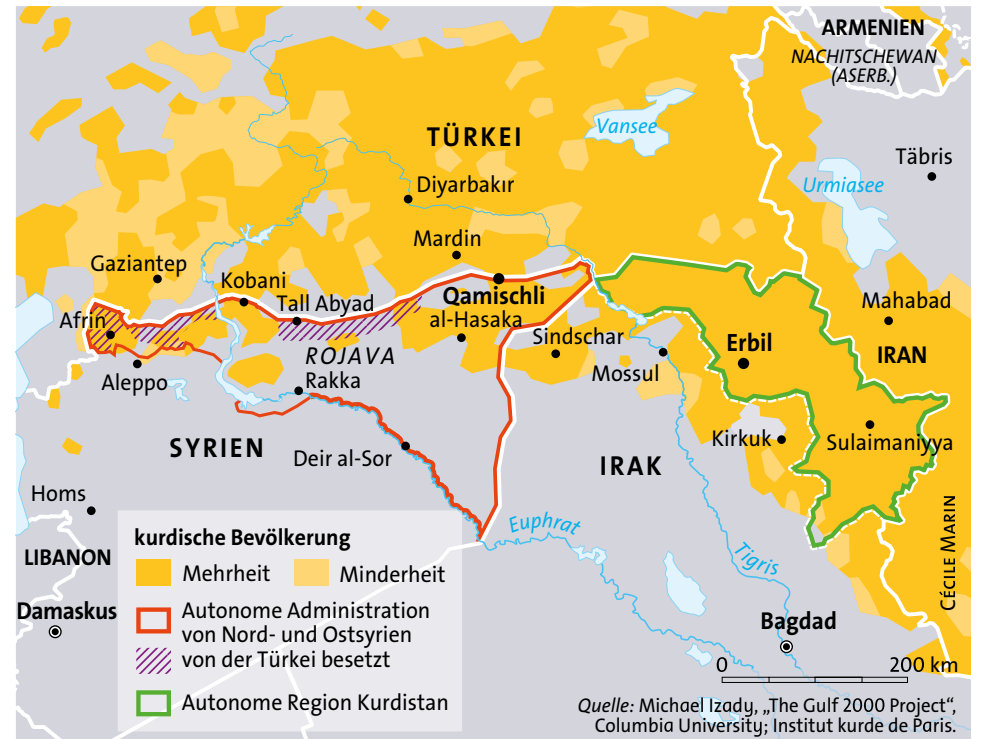 ARMENIEN
NACHITSCHEWAN
(ASERB.)
TÜRKEI
Vansee
Täbris
Urmiasee
Diyarbakır
Mardin
Gaziantep
Kobani
Tall Abyad
Qamischli
al-Hasaka
Mahabad
Afrin
Sindschar
Erbil
IRAN
ROJAVA
Aleppo
Rakka
Mossul
SYRIEN
Deir al-Sor
IRAK
Kirkuk
Sulaimaniyya
Homs
Euphrat
LIBANON
Tigris
Damaskus
Bagdad
kurdische Bevölkerung
Mehrheit
Minderheit
Autonome Administration
von Nord- und Ostsyrien
von der Türkei besetzt
Autonome Region Kurdistan
CÉCILE MARIN
0 200 km
Quelle: Michael Izady, „The Gulf 2000 Project“,
Columbia University; Institut kurde de Paris.